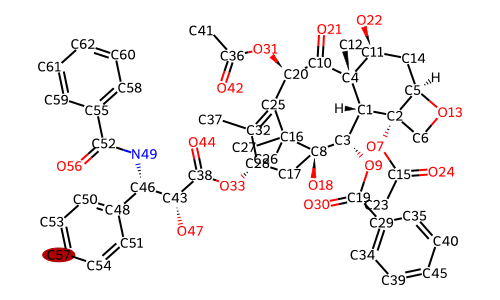 C41 O22
C62 C60 C36 O31 O21 C12 C11 C14
C61 C58 O42 C20 C10 C4 C5 H
C59 C55 C25 H C1 C2 O13
C37 C32 C6
C52 O44 C27 C16 C8 C3 O7
O56 N49 C38 C28 C26 C17 O9 C15 O24
C50 C46 C43 O33 O18 C19
C53 C48 O47 O30 C23
C57 C51 C29 C35
C54 C34 C40
C39 C45